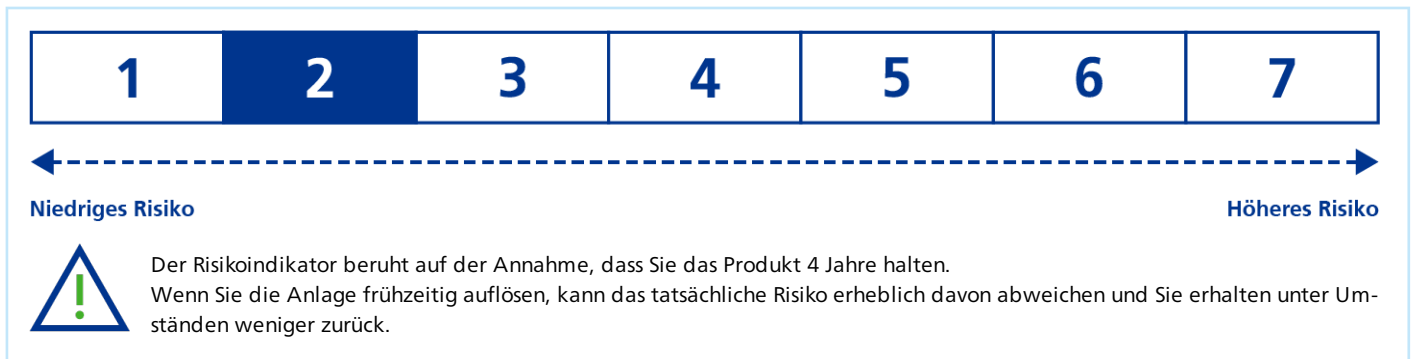 1 2 3 4 5 6 7
Niedriges Risiko Höheres Risiko
Der Risikoindikator beruht auf der Annahme, dass Sie das Produkt 4 Jahre halten.
Wenn Sie die Anlage frühzeitig auflösen, kann das tatsächliche Risiko erheblich davon abweichen und Sie erhalten unter Um-
ständen weniger zurück.